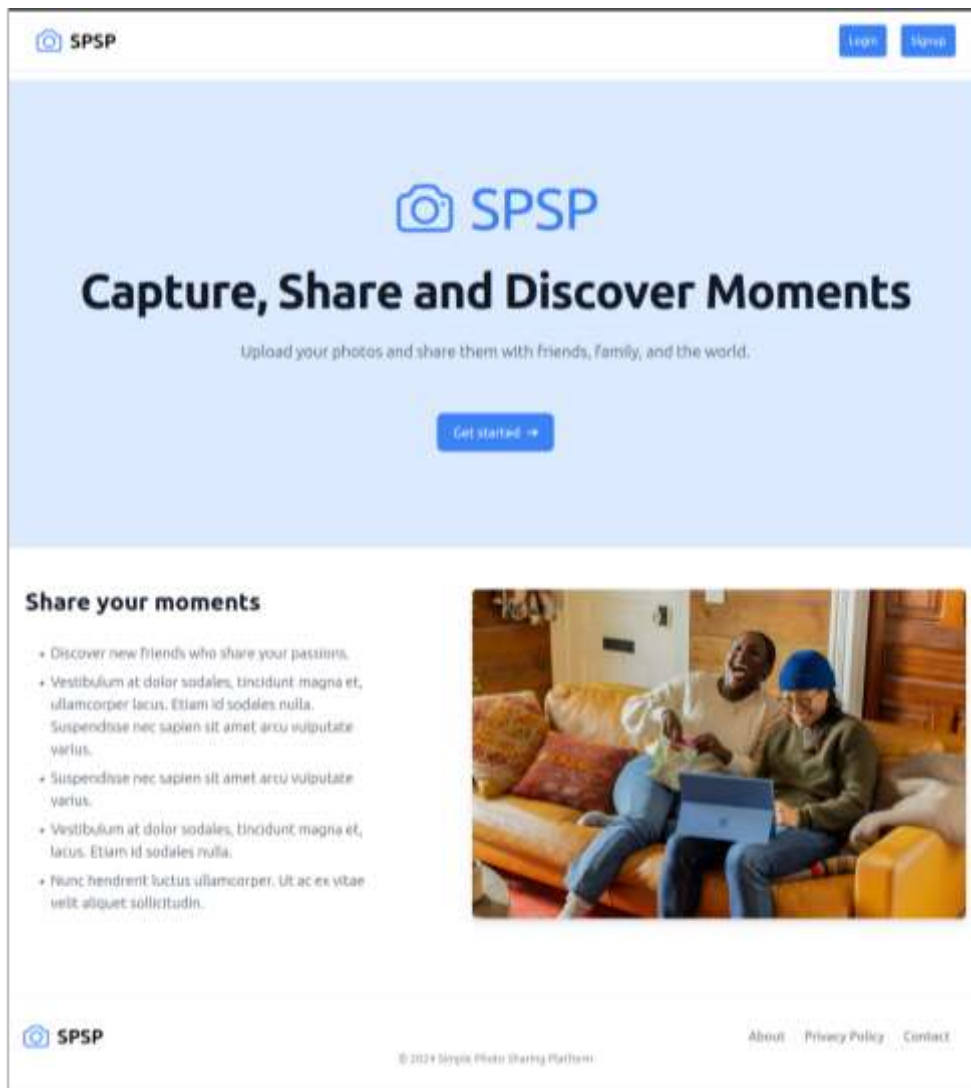 SPSP
Login Signup
SPSP
Capture, Share and Discover Moments
Upload your photos and share them with friends, family, and the world.
Get started →
Share your moments
• Discover new friends who share your passions.
• Vestibulum at dolor sodales, tincidunt magna et,
ullamcorper lacus. Etiam id sodales nulla.
Suspendisse nec sapien sit amet arcu vulputate
varius.
• Suspendisse nec sapien sit amet arcu vulputate
varius.
• Vestibulum at dolor sodales, tincidunt magna et,
lacus. Etiam id sodales nulla.
• Nunc hendrerit luctus ullamcorper. Ut ac ex vitae
velit aliquet sollicitudin.
SPSP
About Privacy Policy Contact
© 2024 Simple Photo Sharing Platform